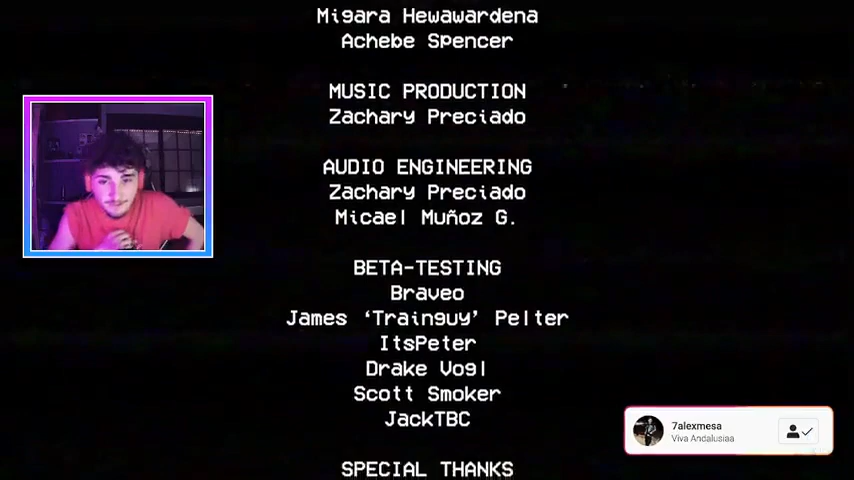 Migara Hewawardena
Achebe Spencer
MUSIC PRODUCTION
Zachary Preciado
AUDIO ENGINEERING
Zachary Preciado
Micael Muñoz G.
BETA-TESTING
Braveo
James ‘Trainguy’ Pelter
ItsPeter
Drake Vogl
Scott Smoker
JackTBC
7alexmesa
Viva Andalusiaa
SPECIAL THANKS